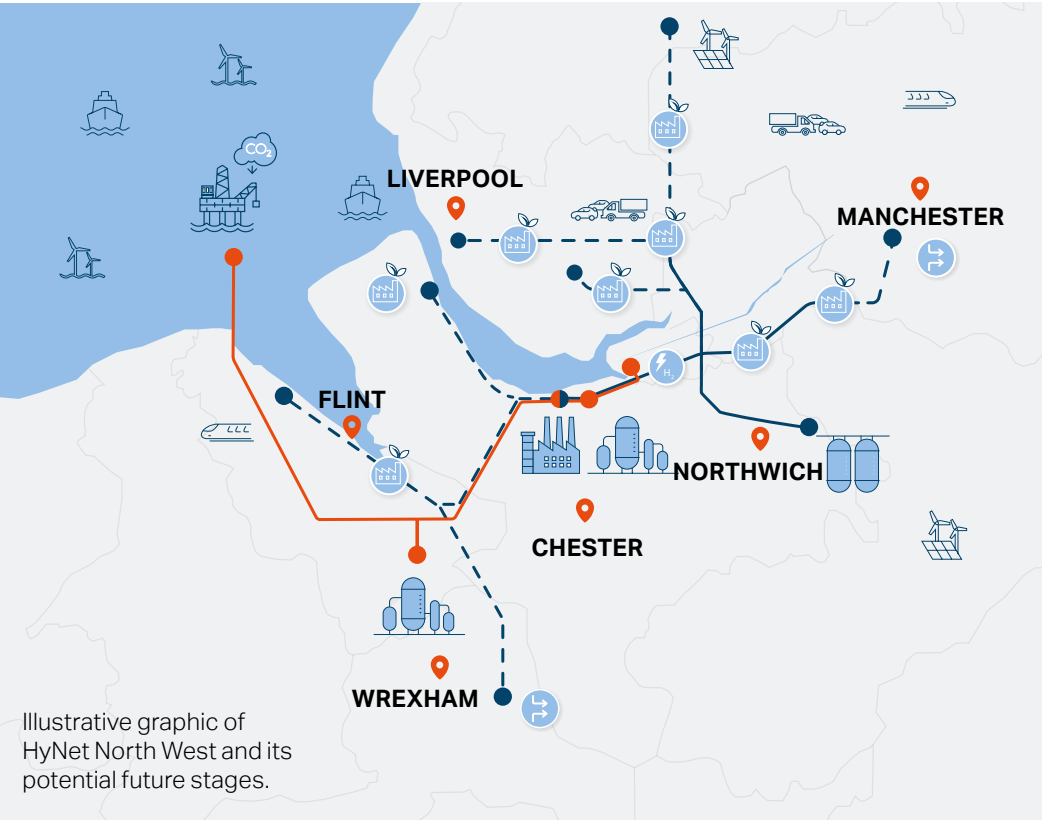 CO₂
LIVERPOOL
MANCHESTER
FLINT
H₂
NORTHWICH
CHESTER
WREXHAM
Illustrative graphic of
HyNet North West and its
potential future stages.